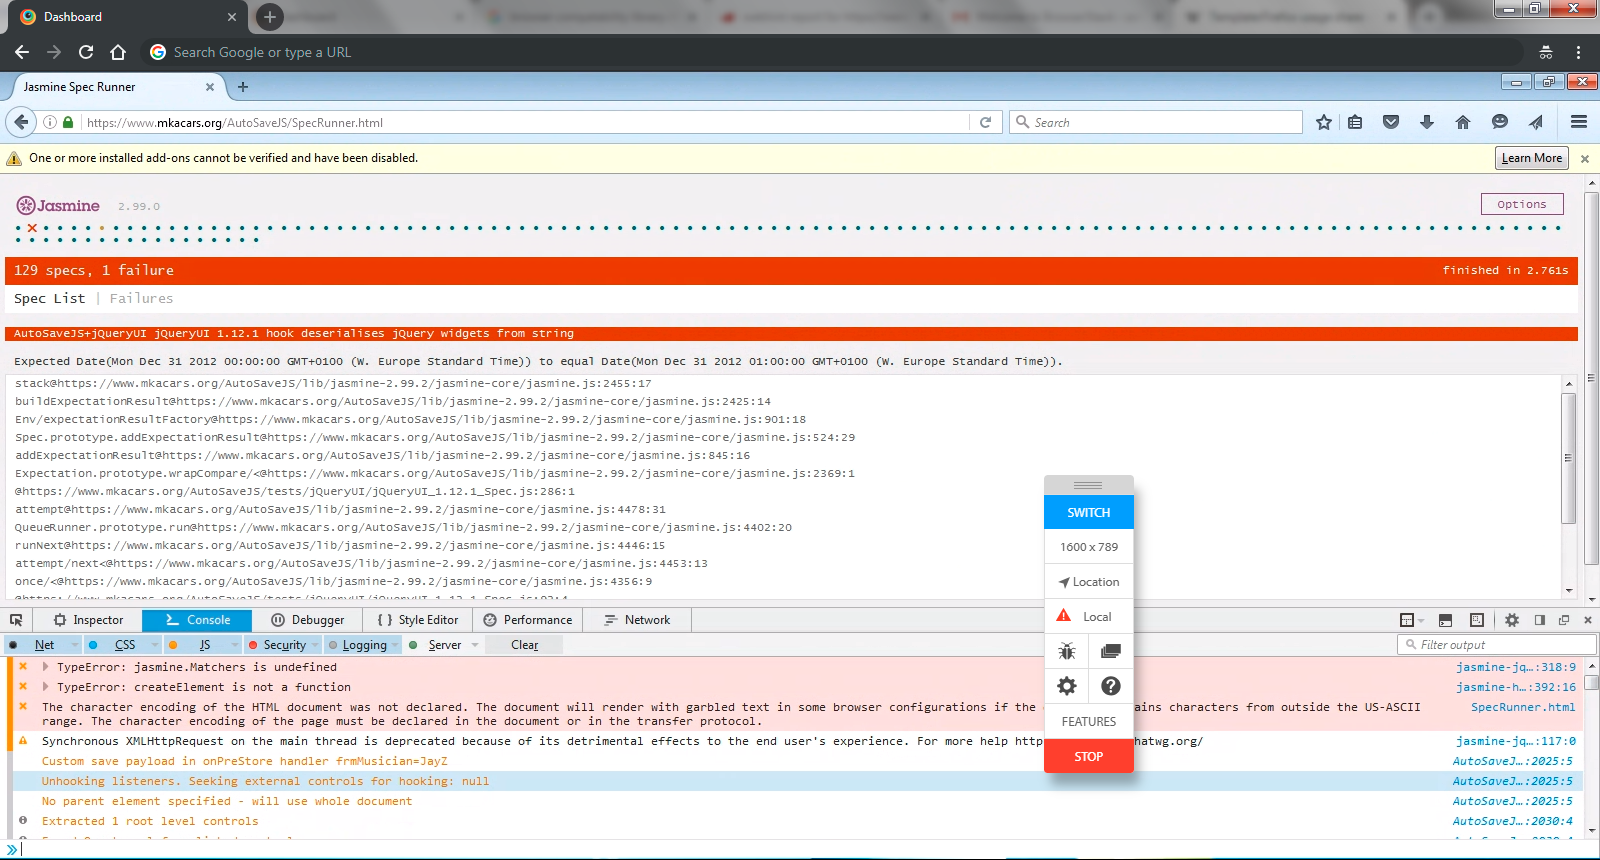 Dashboard
Search Google or type a URL
Jasmine Spec Runner
https://www.mkacars.org/AutoSaveJS/SpecRunner.html
Search
One or more installed add-ons cannot be verified and have been disabled.
Learn More
Jasmine 2.99.0
Options
129 specs, 1 failure
finished in 2.761s
Spec List | Failures
AutoSaveJS+jQueryUI jQueryUI 1.12.1 hook deserialises jQuery widgets from string
Expected Date(Mon Dec 31 2012 00:00:00 GMT+0100 (W. Europe Standard Time)) to equal Date(Mon Dec 31 2012 01:00:00 GMT+0100 (W. Europe Standard Time)).
stack@https://www.mkacars.org/AutoSaveJS/lib/jasmine-2.99.2/jasmine-core/jasmine.js:2455:17
buildExpectationResult@https://www.mkacars.org/AutoSaveJS/lib/jasmine-2.99.2/jasmine-core/jasmine.js:2425:14
Env/expectationResultFactory@https://www.mkacars.org/AutoSaveJS/lib/jasmine-2.99.2/jasmine-core/jasmine.js:901:18
Spec.prototype.addExpectationResult@https://www.mkacars.org/AutoSaveJS/lib/jasmine-2.99.2/jasmine-core/jasmine.js:524:29
addExpectationResult@https://www.mkacars.org/AutoSaveJS/lib/jasmine-2.99.2/jasmine-core/jasmine.js:845:16
Expectation.prototype.wrapCompare/<@https://www.mkacars.org/AutoSaveJS/lib/jasmine-2.99.2/jasmine-core/jasmine.js:2369:1
@https://www.mkacars.org/AutoSaveJS/tests/jQueryUI/jQueryUI_1.12.1_Spec.js:286:1
attempt@https://www.mkacars.org/AutoSaveJS/lib/jasmine-2.99.2/jasmine-core/jasmine.js:4478:31
QueueRunner.prototype.run@https://www.mkacars.org/AutoSaveJS/lib/jasmine-2.99.2/jasmine-core/jasmine.js:4402:20
runNext@https://www.mkacars.org/AutoSaveJS/lib/jasmine-2.99.2/jasmine-core/jasmine.js:4446:15
attempt/next<@https://www.mkacars.org/AutoSaveJS/lib/jasmine-2.99.2/jasmine-core/jasmine.js:4453:13
once/<@https://www.mkacars.org/AutoSaveJS/lib/jasmine-2.99.2/jasmine-core/jasmine.js:4356:9
SWITCH
1600 x 789
Location
Local
FEATURES
STOP
Inspector Console Debugger { } Style Editor Performance Network
Net CSS JS Security Logging Server Clear
Filter output
TypeError: jasmine.Matchers is undefined jasmine-jq…:318:9
TypeError: createElement is not a function jasmine-h…:392:16
The character encoding of the HTML document was not declared. The document will render with garbled text in some browser configurations if the ains characters from outside the US-ASCII SpecRunner.html
range. The character encoding of the page must be declared in the document or in the transfer protocol.
Synchronous XMLHttpRequest on the main thread is deprecated because of its detrimental effects to the end user's experience. For more help http hatwg.org/ jasmine-jq…:117:0
Custom save payload in onPreStore handler frmMusician=JayZ AutoSaveJ…:2025:5
Unhooking listeners. Seeking external controls for hooking: null AutoSaveJ…:2025:5
No parent element specified - will use whole document AutoSaveJ…:2025:5
Extracted 1 root level controls AutoSaveJ…:2030:4